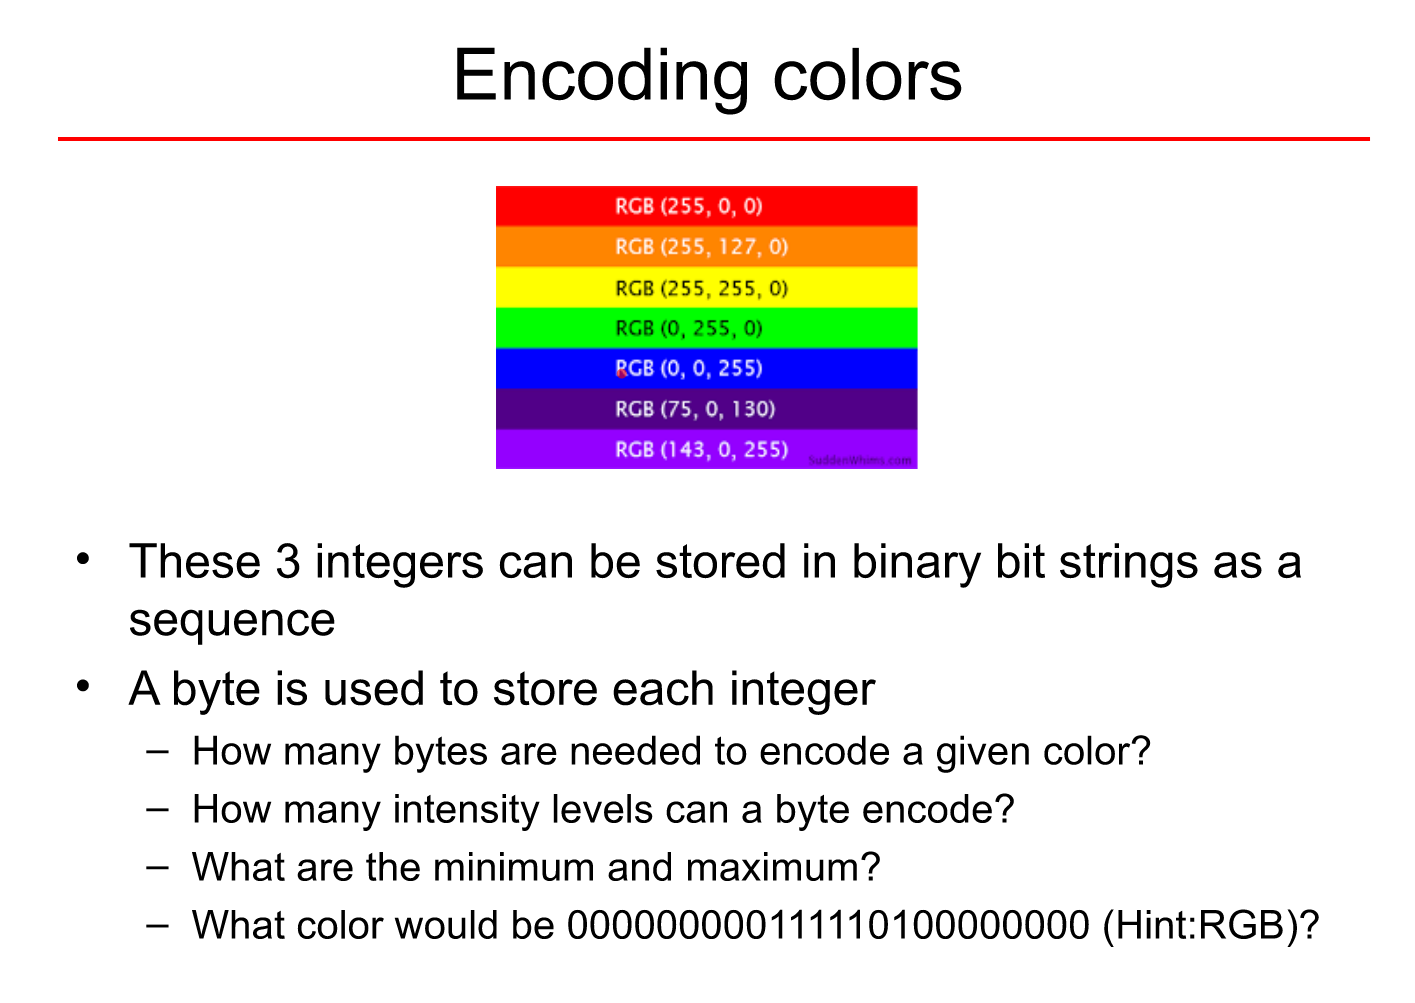 Encoding colors
RGB (255, 0, 0)
RGB (255, 127, 0)
RGB (255, 255, 0)
RGB (0, 255, 0)
RGB (0, 0, 255)
RGB (75, 0, 130)
RGB (143, 0, 255)
SuddenWhims.com
• These 3 integers can be stored in binary bit strings as a
sequence
• A byte is used to store each integer
– How many bytes are needed to encode a given color?
– How many intensity levels can a byte encode?
– What are the minimum and maximum?
– What color would be 000000000111110100000000 (Hint:RGB)?